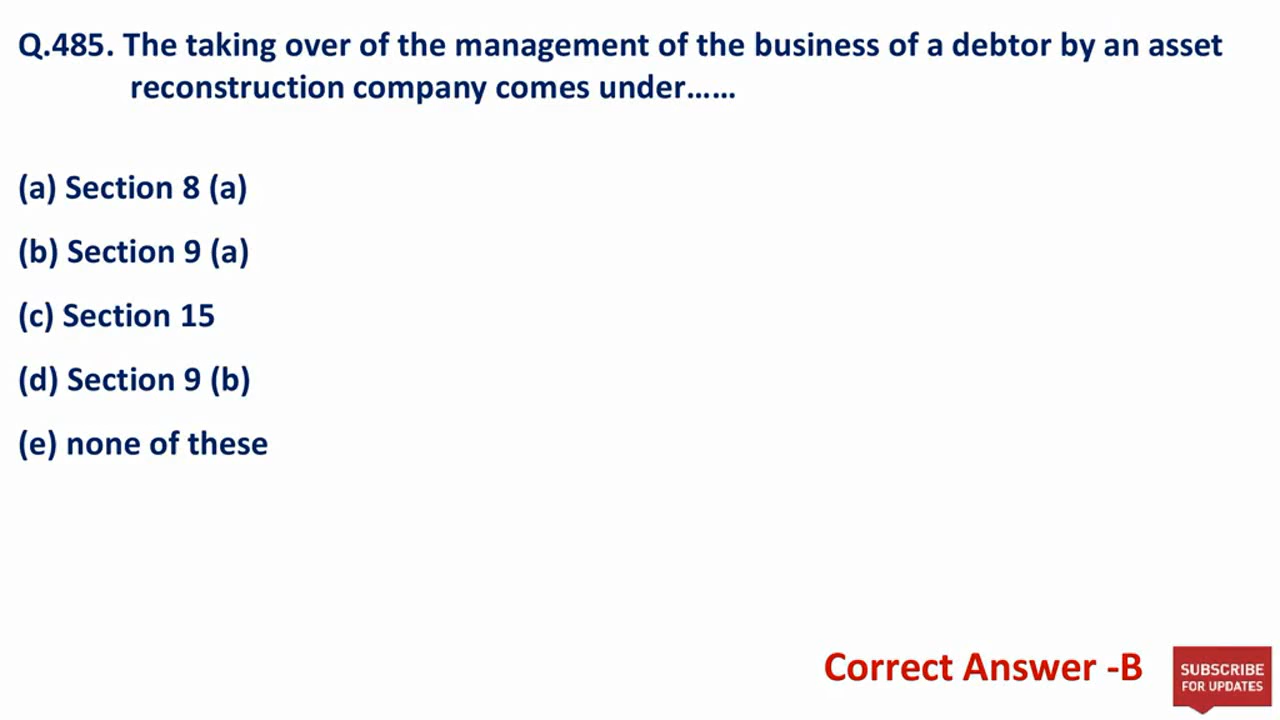 Q.485. The taking over of the management of the business of a debtor by an asset
reconstruction company comes under......
(a) Section 8 (a)
(b) Section 9 (a)
(c) Section 15
(d) Section 9 (b)
(e) none of these
Correct Answer -B
SUBSCRIBE
FOR UPDATES